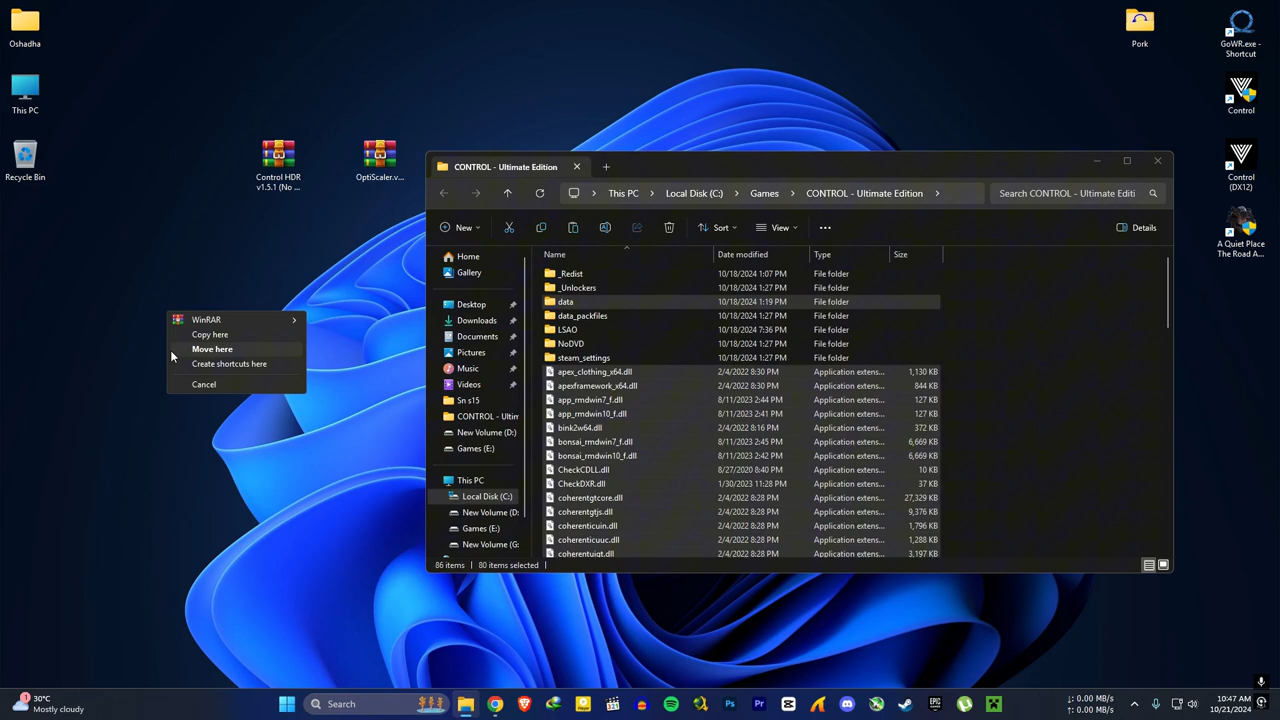 Oshadha
This PC
Recycle Bin
Control HDR
v1.5.1 (No ...
OptiScaler.v...
Pork
GoWR.exe -
Shortcut
Control
Control
(DX12)
A Quiet Place
The Road A...
WinRAR
Copy here
Move here
Create shortcuts here
Cancel
CONTROL - Ultimate Edition
This PC
Local Disk (C:)
Games
CONTROL - Ultimate Edition
Search CONTROL - Ultimate Editi
New
Sort
View
Details
Home
Gallery
Desktop
Downloads
Documents
Pictures
Music
Videos
Sn s15
CONTROL - Ultim
New Volume (D:)
Games (E:)
This PC
Local Disk (C:)
New Volume (D:
Games (E:)
New Volume (G:
Name Date modified Type Size
_Redist 10/18/2024 1:07 PM File folder
_Unlockers 10/18/2024 1:27 PM File folder
data 10/18/2024 1:19 PM File folder
data_packfiles 10/18/2024 1:27 PM File folder
LSAO 10/18/2024 7:36 PM File folder
NoDVD 10/18/2024 1:27 PM File folder
steam_settings 10/18/2024 1:27 PM File folder
apex_clothing_x64.dll 2/4/2022 8:30 PM Application extens... 1,130 KB
apexframework_x64.dll 2/4/2022 8:30 PM Application extens... 844 KB
app_rmdwin7_f.dll 8/11/2023 2:44 PM Application extens... 127 KB
app_rmdwin10_f.dll 8/11/2023 2:41 PM Application extens... 127 KB
bink2w64.dll 2/4/2022 8:16 PM Application extens... 372 KB
bonsai_rmdwin7_f.dll 8/11/2023 2:45 PM Application extens... 6,669 KB
bonsai_rmdwin10_f.dll 8/11/2023 2:42 PM Application extens... 6,669 KB
CheckCDLL.dll 8/27/2020 8:40 PM Application extens... 10 KB
CheckDXR.dll 1/30/2023 11:28 PM Application extens... 37 KB
coherentgtcore.dll 2/4/2022 8:28 PM Application extens... 27,329 KB
coherentgtjs.dll 2/4/2022 8:28 PM Application extens... 9,376 KB
coherenticuin.dll 2/4/2022 8:28 PM Application extens... 1,796 KB
coherenticuuc.dll 2/4/2022 8:28 PM Application extens... 1,288 KB
coherentuigt.dll 2/4/2022 8:28 PM Application extens... 3,197 KB
86 items 80 items selected
1
30°C
Mostly cloudy
Search
Ps
Pr
EPIC
GAMES
↑: 0.00 MB/s
↓: 0.00 MB/s
10:47 AM
10/21/2024